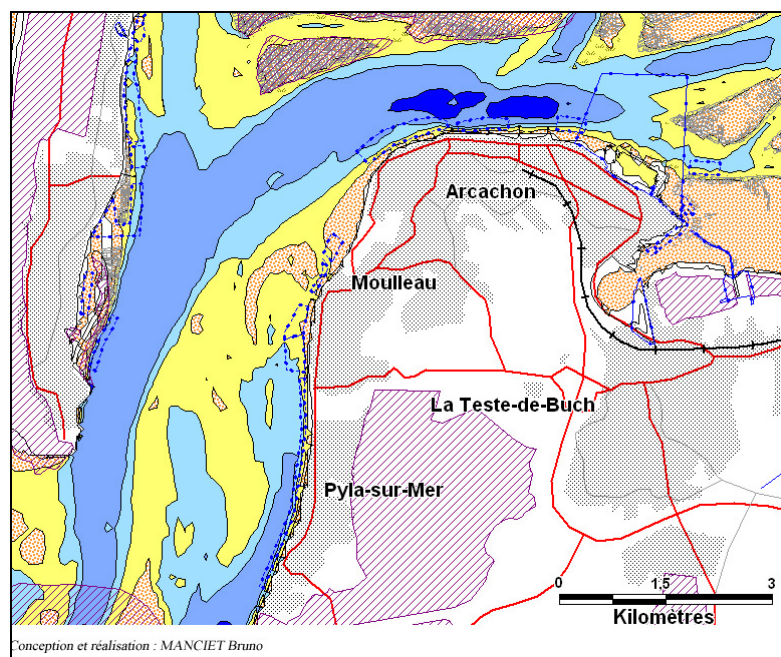 Arcachon
Moulleau
La Teste-de-Buch
Pyla-sur-Mer
0 1,5 3
Kilomètres
Conception et réalisation : MANCIET Bruno